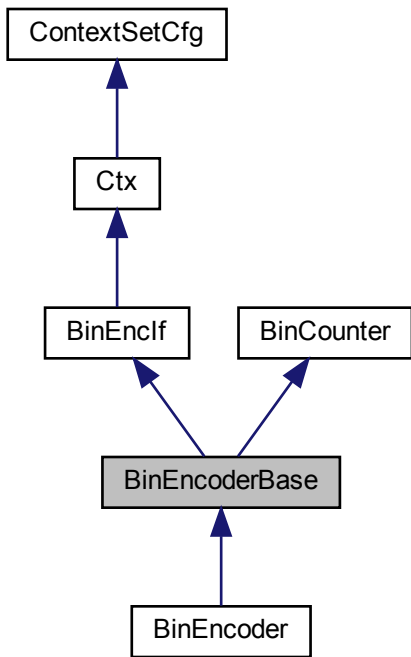 ContextSetCfg
Ctx
BinEncIf
BinCounter
BinEncoderBase
BinEncoder